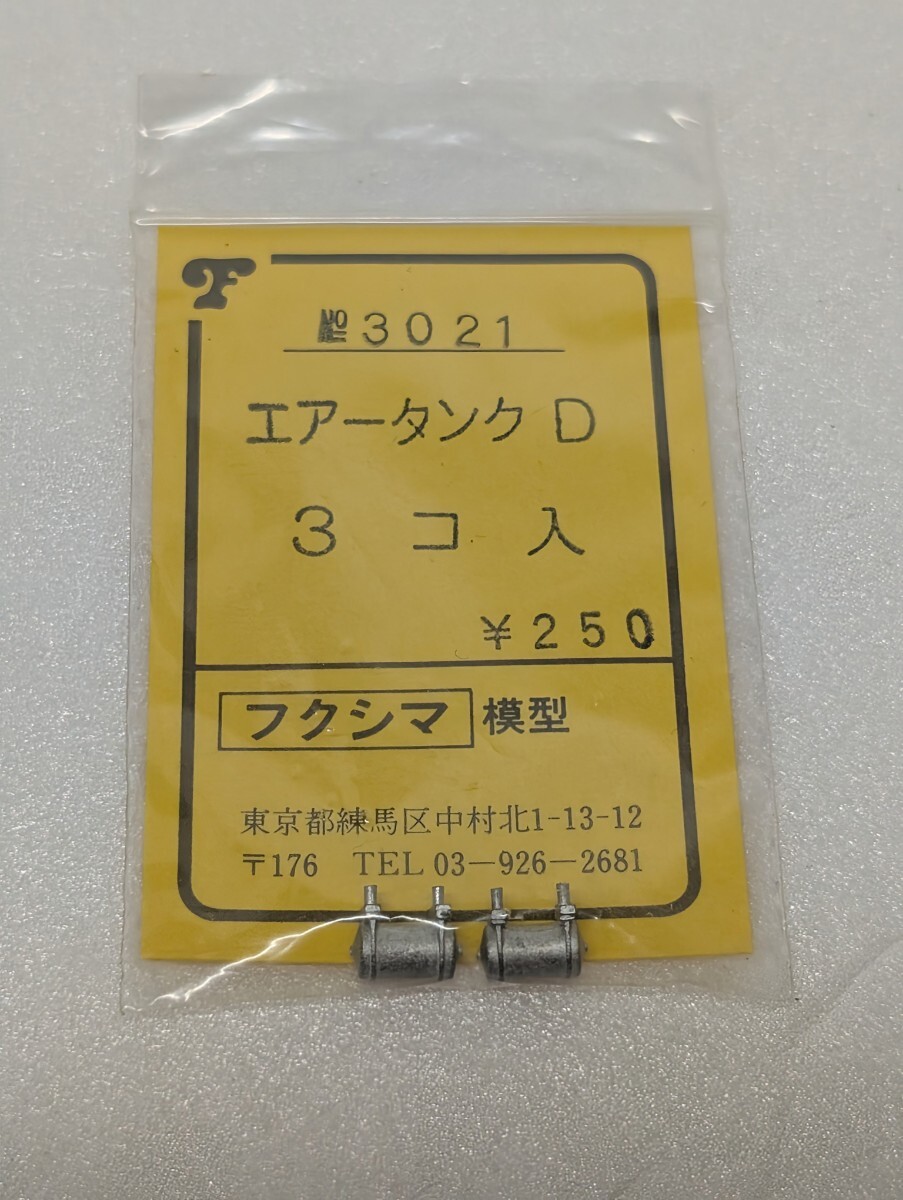 F
№3021
エアータンク D
3 コ 入
¥250
フクシマ 模型
東京都練馬区中村北1-13-12
〒176 TEL 03-926-2681